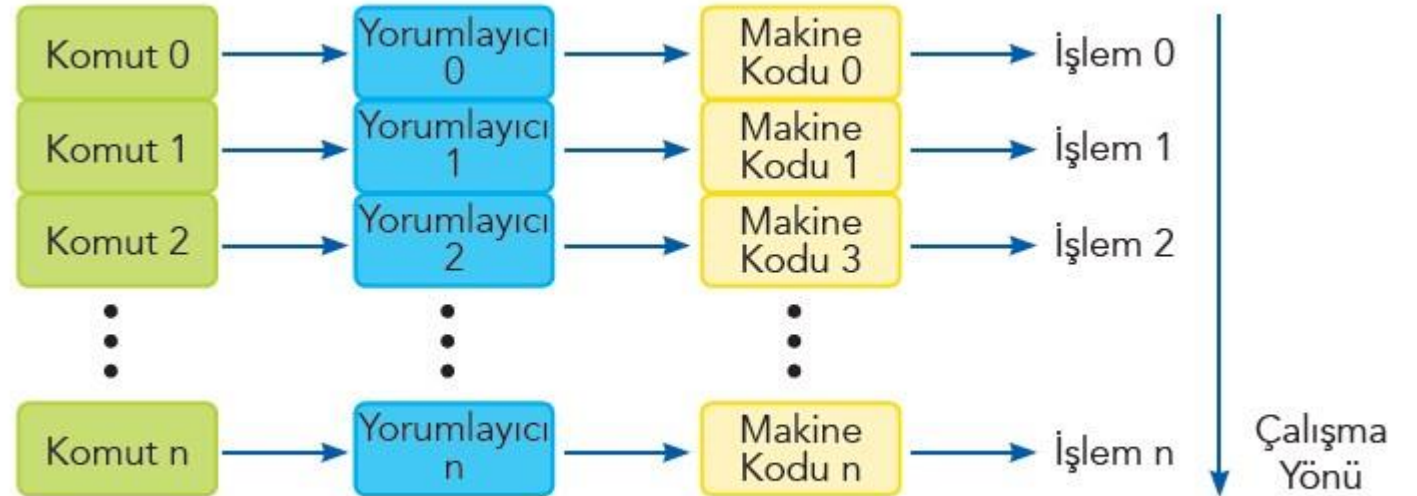 Komut 0
Yorumlayıcı
0
Makine
Kodu 0
İşlem 0
Komut 1
Yorumlayıcı
1
Makine
Kodu 1
İşlem 1
Komut 2
Yorumlayıcı
2
Makine
Kodu 3
İşlem 2
Komut n
Yorumlayıcı
n
Makine
Kodu n
İşlem n
Çalışma
Yönü